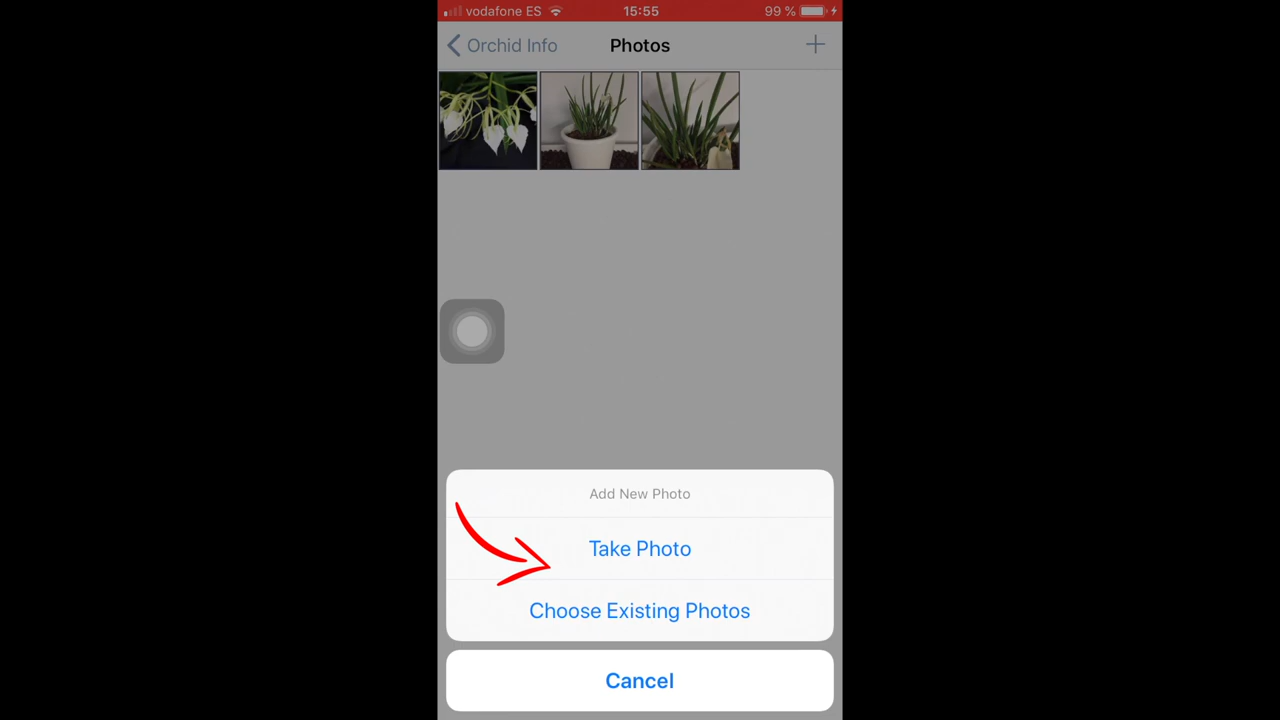 vodafone ES 15:55 99 %
Orchid Info Photos
Add New Photo
Take Photo
Choose Existing Photos
Cancel